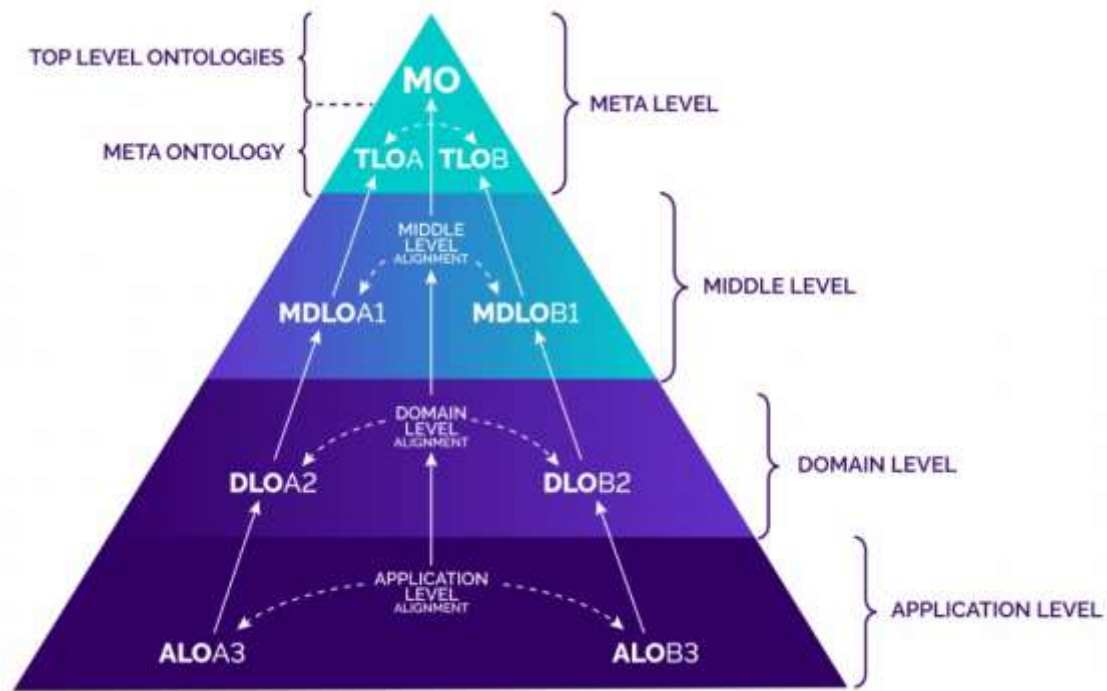 TOP LEVEL ONTOLOGIES
MO
META LEVEL
META ONTOLOGY
TLOA
TLOB
MIDDLE
LEVEL
ALIGNMENT
MIDDLE LEVEL
MDLOA1
MDLOB1
DOMAIN
LEVEL
ALIGNMENT
DOMAIN LEVEL
DLOA2
DLOB2
APPLICATION
LEVEL
ALIGNMENT
APPLICATION LEVEL
ALOA3
ALOB3